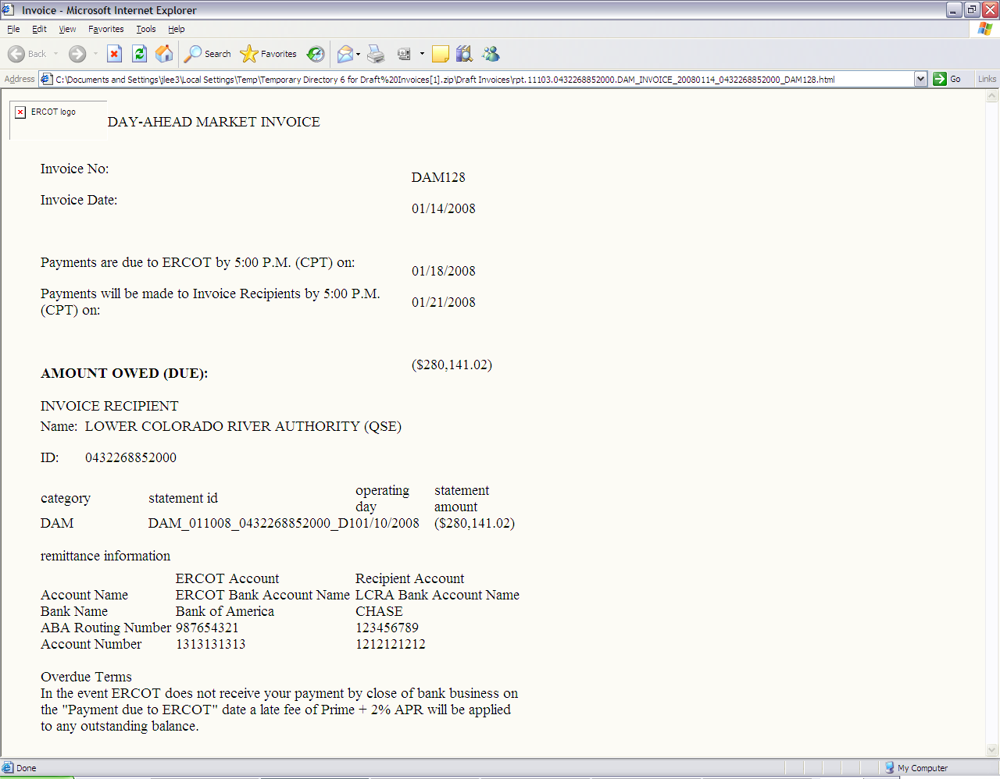 Invoice - Microsoft Internet Explorer
File Edit View Favorites Tools Help
Back Search Favorites
Address C:\Documents and Settings\jlee3\Local Settings\Temp\Temporary Directory 6 for Draft%20Invoices[1].zip\Draft Invoices\rpt.11103.0432268852000.DAM_INVOICE_20080114_0432268852000_DAM128.html Go Links
ERCOT logo
DAY-AHEAD MARKET INVOICE
Invoice No:
DAM128
Invoice Date:
01/14/2008
Payments are due to ERCOT by 5:00 P.M. (CPT) on:
01/18/2008
Payments will be made to Invoice Recipients by 5:00 P.M.
(CPT) on:
01/21/2008
AMOUNT OWED (DUE):
($280,141.02)
INVOICE RECIPIENT
Name: LOWER COLORADO RIVER AUTHORITY (QSE)
ID: 0432268852000
category statement id operating day statement amount
DAM DAM_011008_0432268852000_D101/10/2008 ($280,141.02)
remittance information
ERCOT Account Recipient Account
Account Name ERCOT Bank Account Name LCRA Bank Account Name
Bank Name Bank of America CHASE
ABA Routing Number 987654321 123456789
Account Number 1313131313 1212121212
Overdue Terms
In the event ERCOT does not receive your payment by close of bank business on
the "Payment due to ERCOT" date a late fee of Prime + 2% APR will be applied
to any outstanding balance.
Done My Computer